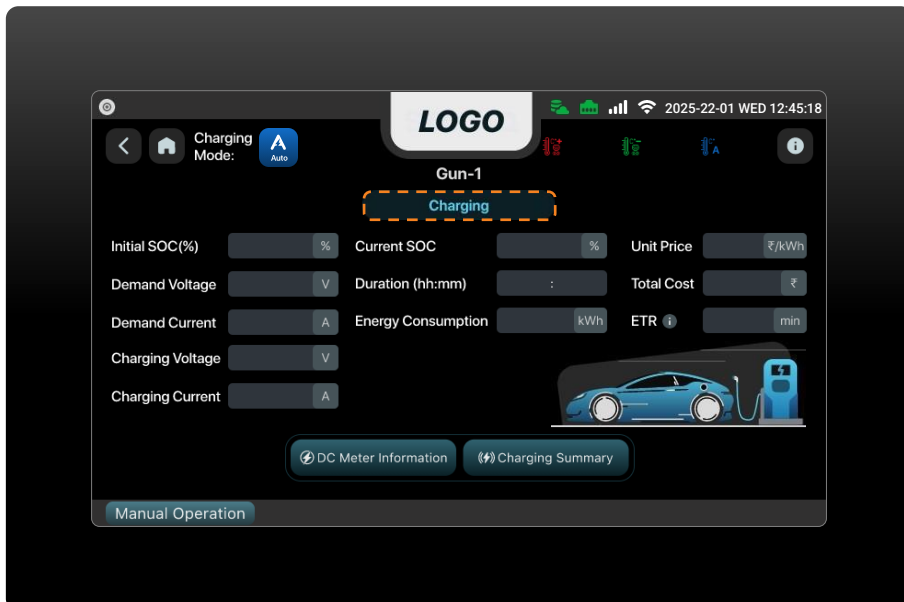 LOGO
2025-22-01 WED 12:45:18
Charging Mode:
Auto
A
Gun-1
Charging
Initial SOC(%) %
Current SOC %
Unit Price ₹/kWh
Demand Voltage V
Duration (hh:mm) :
Total Cost ₹
Demand Current A
Energy Consumption kWh
ETR i min
Charging Voltage V
Charging Current A
DC Meter Information
Charging Summary
Manual Operation